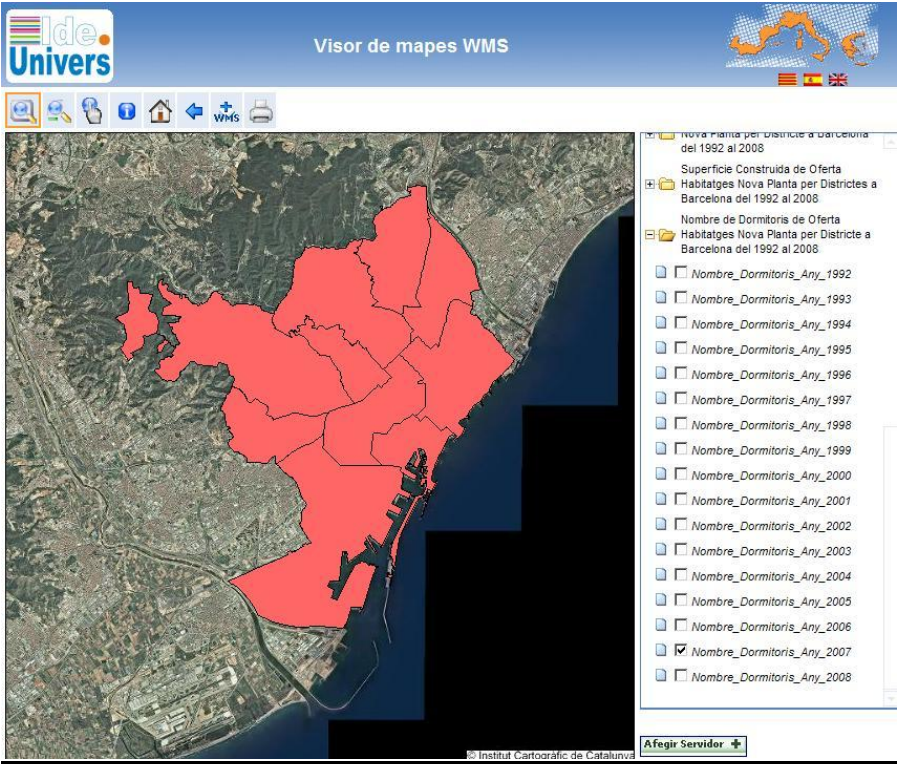 Ide.
Univers
Visor de mapes WMS
WMS
Nova Planta per Districte a Barcelona
del 1992 al 2008
Superficie Construida de Oferta
Habitatges Nova Planta per Districtes a
Barcelona del 1992 al 2008
Nombre de Dormitoris de Oferta
Habitatges Nova Planta per Districte a
Barcelona del 1992 al 2008
Nombre_Dormitoris_Any_1992
Nombre_Dormitoris_Any_1993
Nombre_Dormitoris_Any_1994
Nombre_Dormitoris_Any_1995
Nombre_Dormitoris_Any_1996
Nombre_Dormitoris_Any_1997
Nombre_Dormitoris_Any_1998
Nombre_Dormitoris_Any_1999
Nombre_Dormitoris_Any_2000
Nombre_Dormitoris_Any_2001
Nombre_Dormitoris_Any_2002
Nombre_Dormitoris_Any_2003
Nombre_Dormitoris_Any_2004
Nombre_Dormitoris_Any_2005
Nombre_Dormitoris_Any_2006
Nombre_Dormitoris_Any_2007
Nombre_Dormitoris_Any_2008
© Institut Cartogràfic de Catalunya
Afegir Servidor +